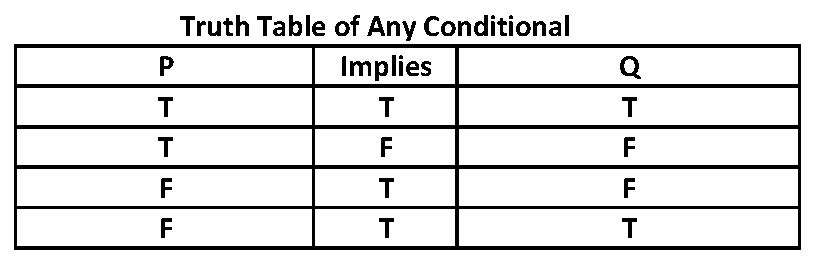 Truth Table of Any Conditional
P Implies Q
T T T
T F F
F T F
F T T